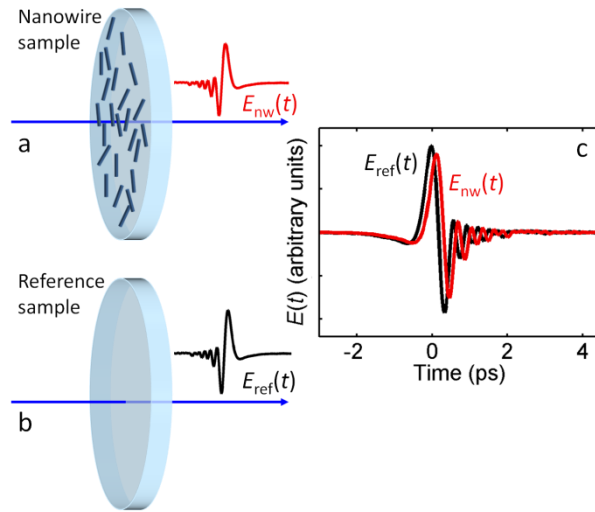 Nanowire
sample
E_nw(t)
a
Reference
sample
E_ref(t)
b
c
E_ref(t)
E_nw(t)
E(t) (arbitrary units)
-2 0 2 4
Time (ps)